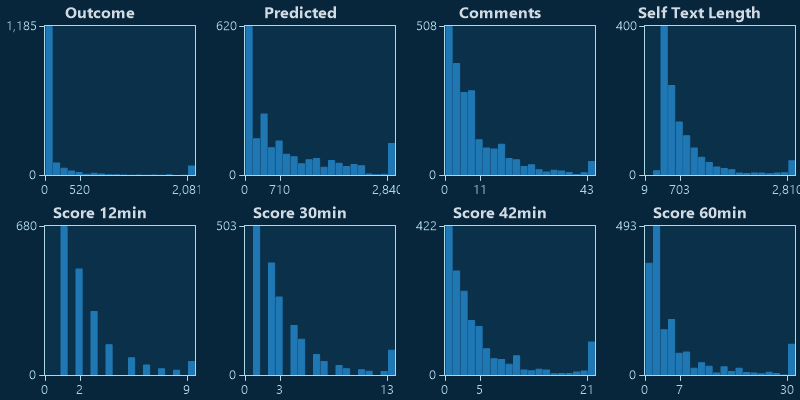 Outcome
1,185
0
0 520 2,081
Predicted
620
0
0 710 2,840
Comments
508
0
0 11 43
Self Text Length
400
0
9 703 2,810
Score 12min
680
0
0 2 9
Score 30min
503
0
0 3 13
Score 42min
422
0
0 5 21
Score 60min
493
0
0 7 30